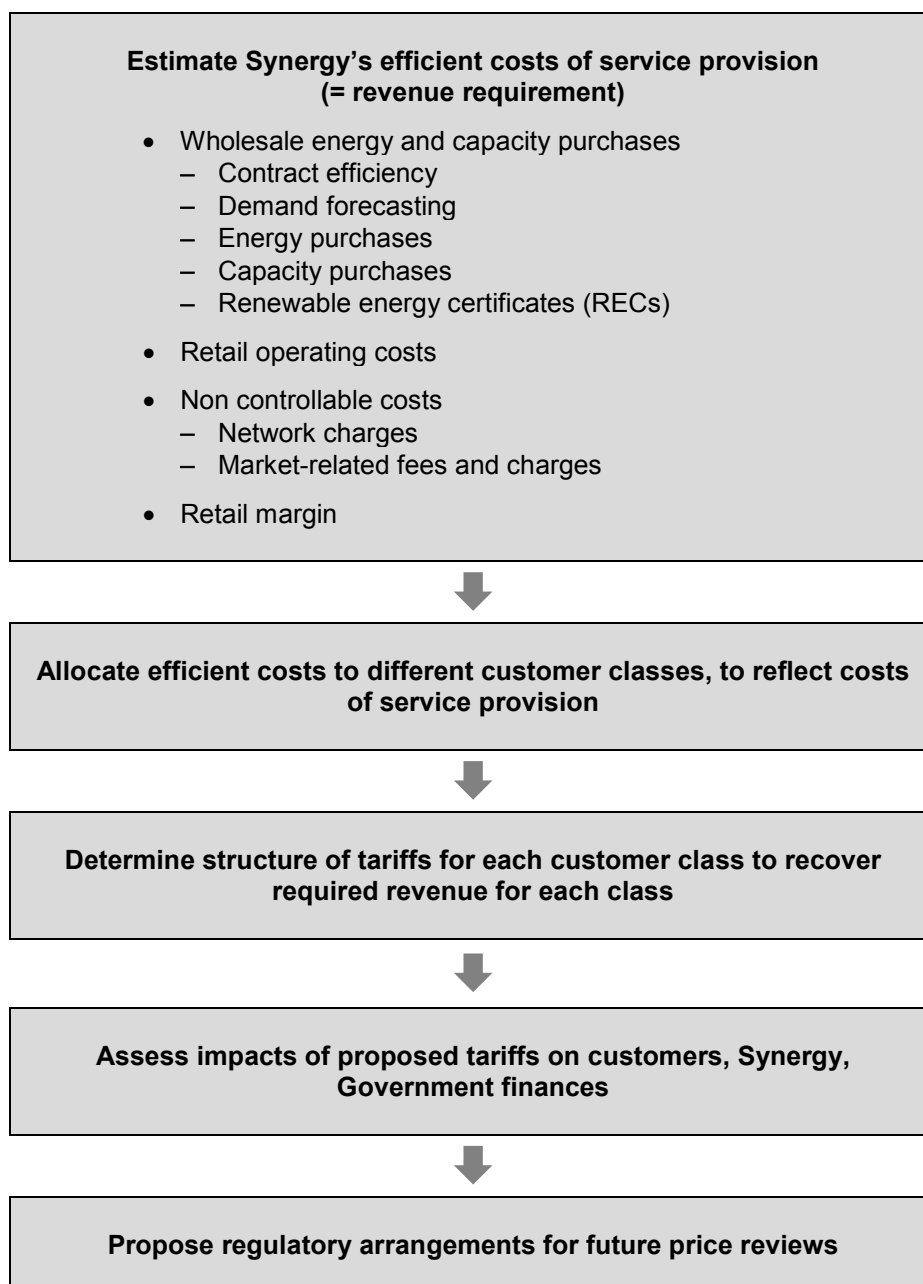 Estimate Synergy's efficient costs of service provision
(= revenue requirement)
• Wholesale energy and capacity purchases
– Contract efficiency
– Demand forecasting
– Energy purchases
– Capacity purchases
– Renewable energy certificates (RECs)
• Retail operating costs
• Non controllable costs
– Network charges
– Market-related fees and charges
• Retail margin
Allocate efficient costs to different customer classes, to reflect costs
of service provision
Determine structure of tariffs for each customer class to recover
required revenue for each class
Assess impacts of proposed tariffs on customers, Synergy,
Government finances
Propose regulatory arrangements for future price reviews